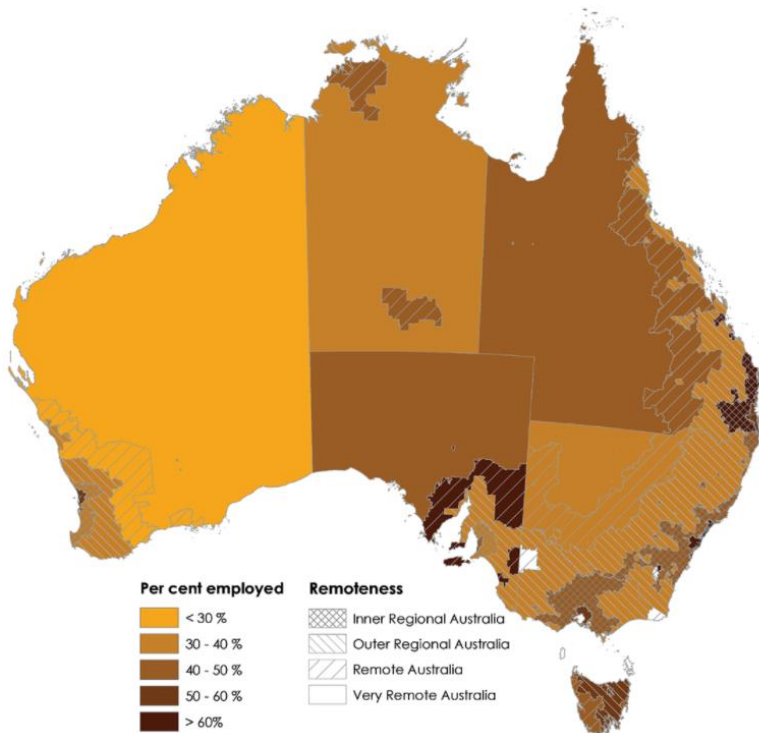 Per cent employed
< 30 %
30 - 40 %
40 - 50 %
50 - 60 %
> 60%
Remoteness
Inner Regional Australia
Outer Regional Australia
Remote Australia
Very Remote Australia